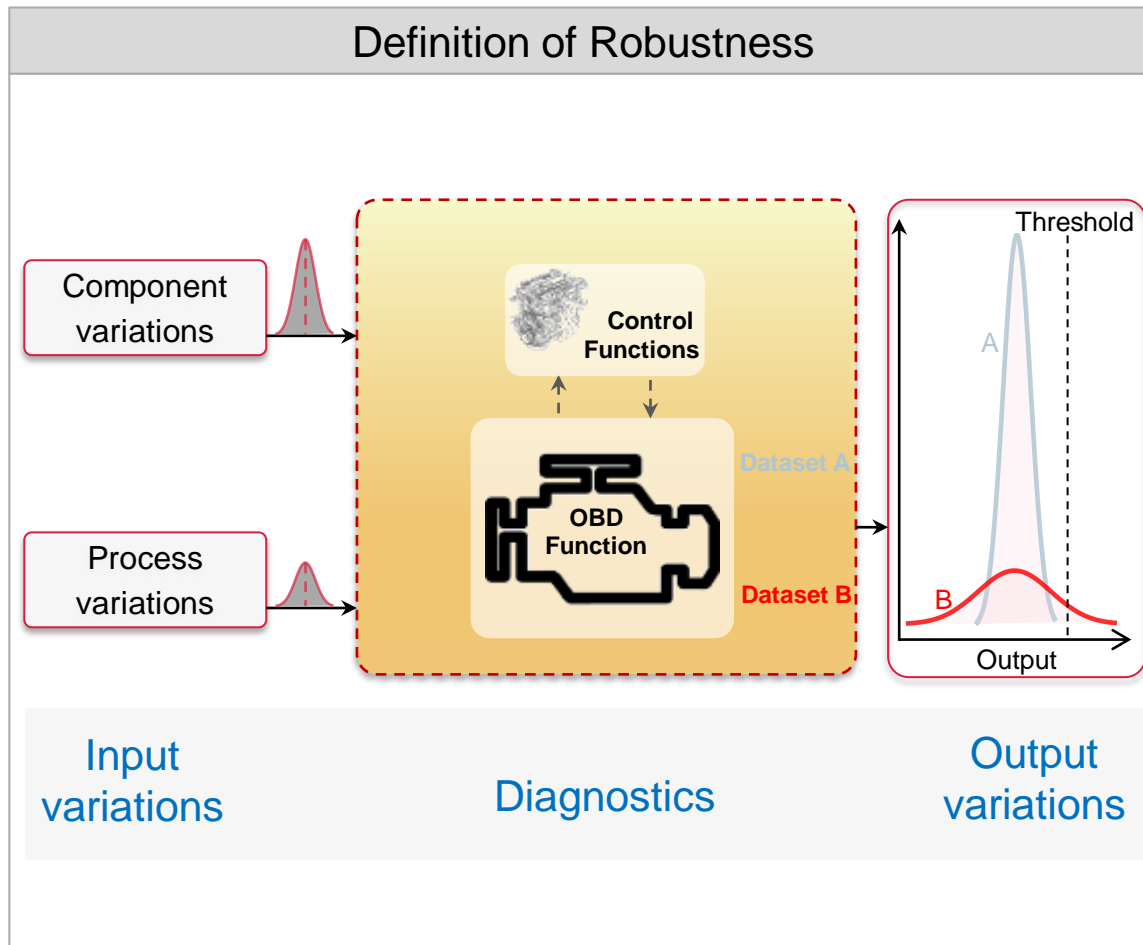 Definition of Robustness
Component
variations
Process
variations
Control
Functions
OBD
Function
Dataset A
Dataset B
Threshold
A
B
Output
Input
variations
Diagnostics
Output
variations